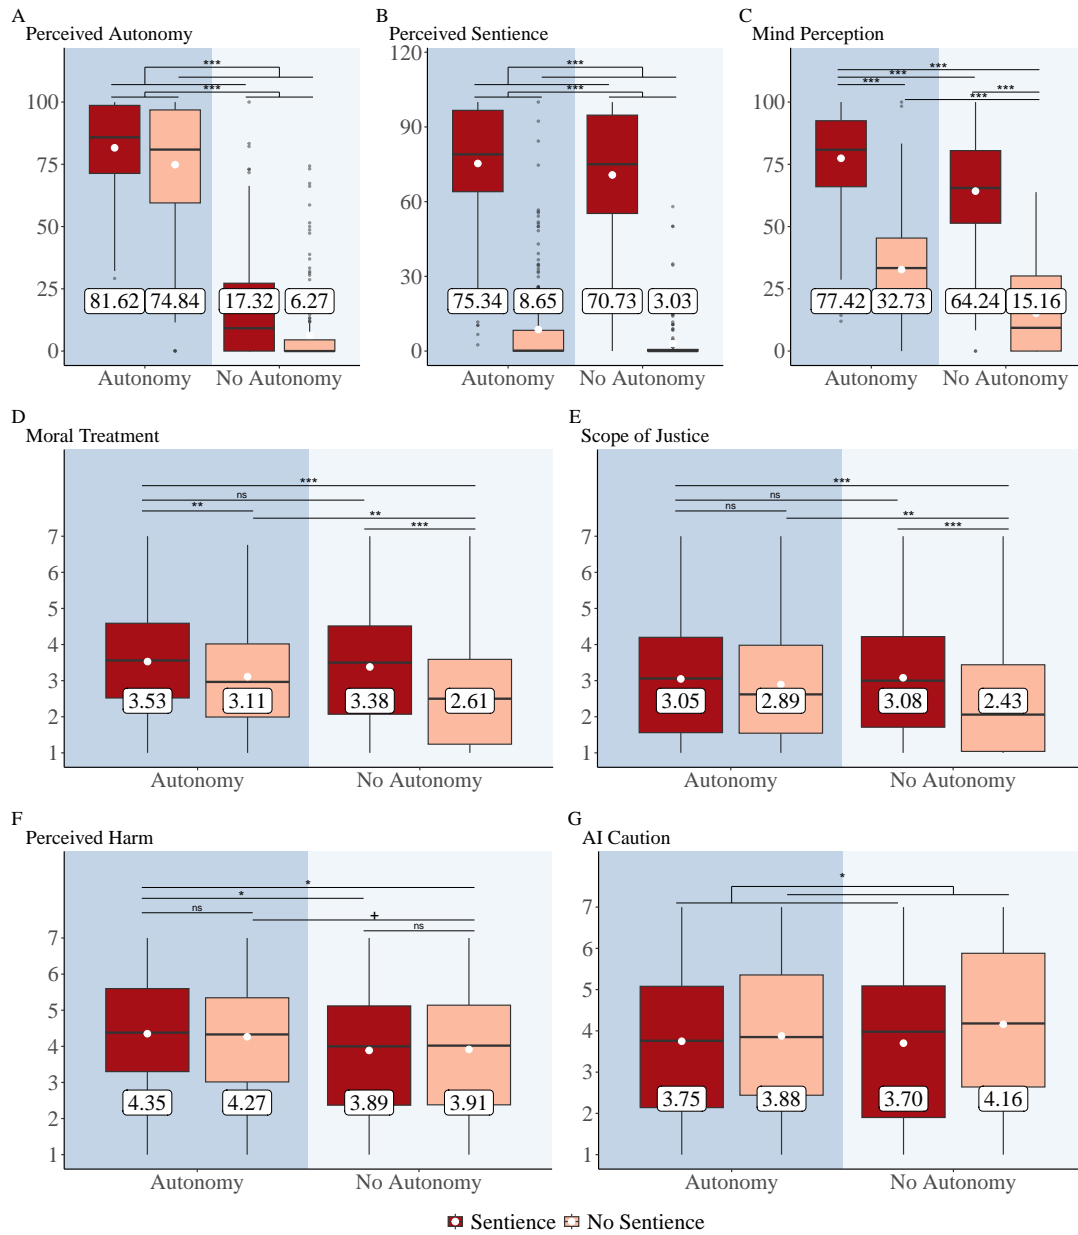 A
Perceived Autonomy
***
***
100
75
50
25
0
81.62
74.84
17.32
6.27
Autonomy
No Autonomy
B
Perceived Sentience
***
***
120
90
60
30
0
75.34
8.65
70.73
3.03
Autonomy
No Autonomy
C
Mind Perception
***
***
***
***
***
100
75
50
25
0
77.42
32.73
64.24
15.16
Autonomy
No Autonomy
D
Moral Treatment
***
ns
**
**
***
7
6
5
4
3
2
1
3.53
3.11
3.38
2.61
Autonomy
No Autonomy
E
Scope of Justice
***
ns
ns
**
***
7
6
5
4
3
2
1
3.05
2.89
3.08
2.43
Autonomy
No Autonomy
F
Perceived Harm
*
*
ns
+
ns
7
6
5
4
3
2
1
4.35
4.27
3.89
3.91
Autonomy
No Autonomy
G
AI Caution
*
7
6
5
4
3
2
1
3.75
3.88
3.70
4.16
Autonomy
No Autonomy
Sentience No Sentience